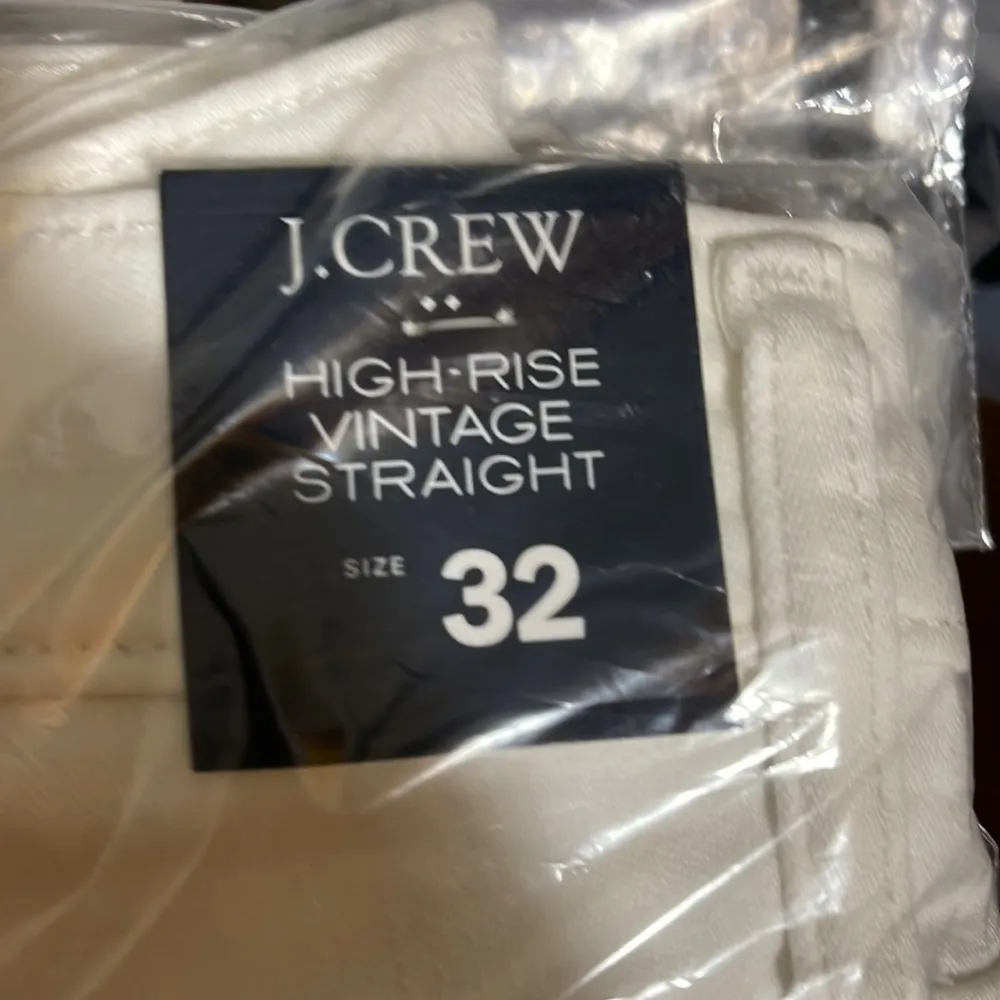 J.CREW
HIGH-RISE
VINTAGE
STRAIGHT
SIZE 32